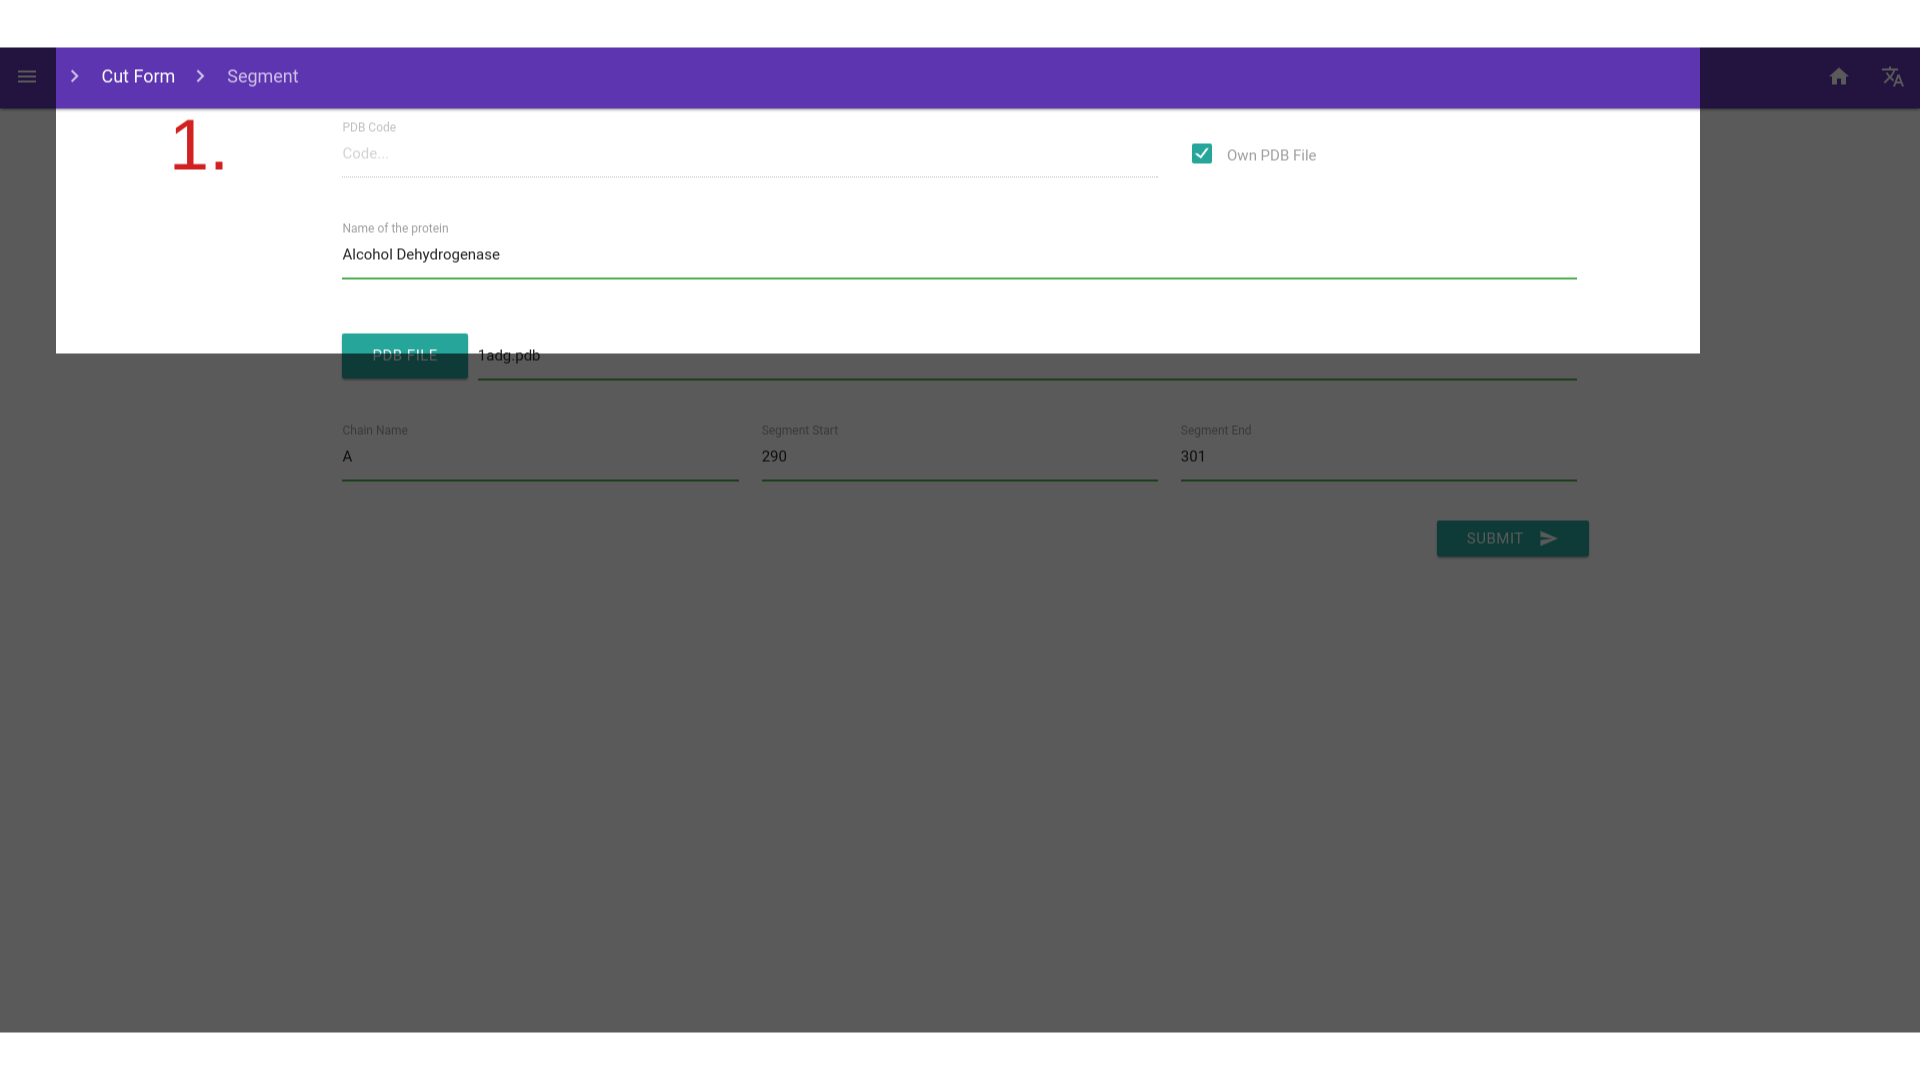 Cut Form Segment
1.
PDB Code
Code...
Own PDB File
Name of the protein
Alcohol Dehydrogenase
PDB FILE
1adg.pdb
Chain Name
A
Segment Start
290
Segment End
301
SUBMIT